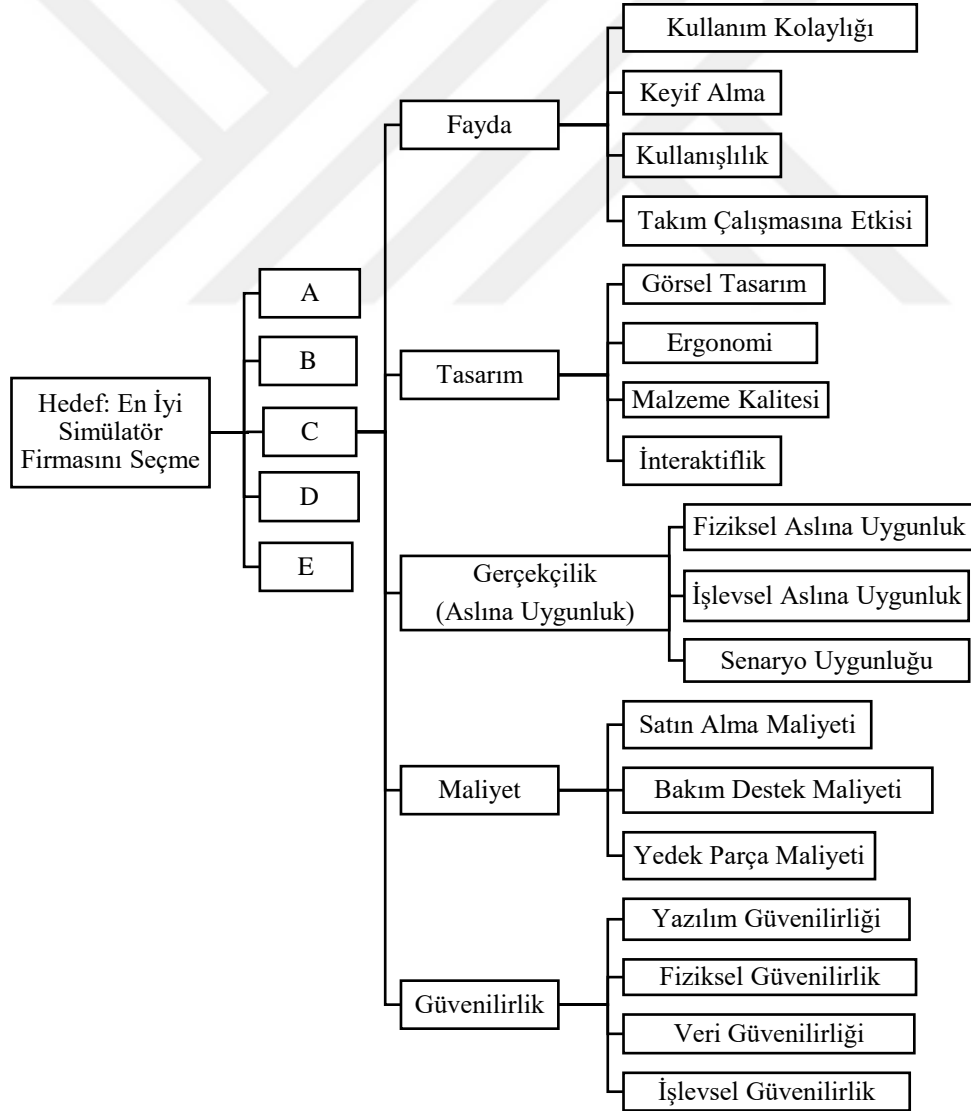 Hedef: En İyi
Simülatör
Firmasını Seçme
A
B
C
D
E
Fayda
Kullanım Kolaylığı
Keyif Alma
Kullanışlılık
Takım Çalışmasına Etkisi
Tasarım
Görsel Tasarım
Ergonomi
Malzeme Kalitesi
İnteraktiflik
Gerçekçilik
(Aslına Uygunluk)
Fiziksel Aslına Uygunluk
İşlevsel Aslına Uygunluk
Senaryo Uygunluğu
Maliyet
Satın Alma Maliyeti
Bakım Destek Maliyeti
Yedek Parça Maliyeti
Güvenilirlik
Yazılım Güvenilirliği
Fiziksel Güvenilirlik
Veri Güvenilirliği
İşlevsel Güvenilirlik